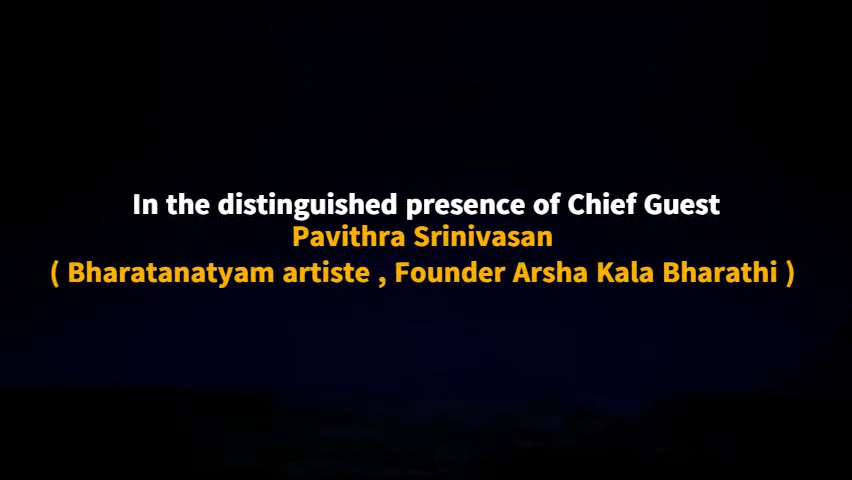 In the distinguished presence of Chief Guest
Pavithra Srinivasan
( Bharatanatyam artiste , Founder Arsha Kala Bharathi )